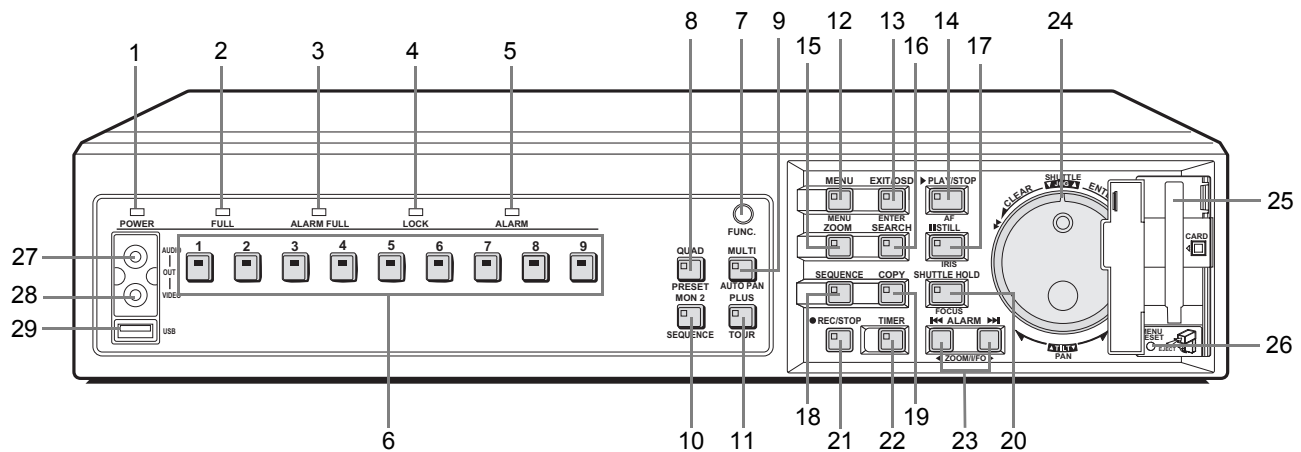 1 2 3 4 5 8 7 9 12 13 14 24
15 16 17
POWER FULL ALARM FULL LOCK ALARM
27 28 29
AUDIO
OUT
VIDEO
USB
1 2 3 4 5 6 7 8 9
6
FUNC.
QUAD MULTI
PRESET AUTO PAN
MON 2 PLUS
SEQUENCE TOUR
10 11
MENU EXIT/OSD ▶PLAY/STOP
MENU ENTER AF
ZOOM SEARCH STILL
IRIS
SEQUENCE COPY SHUTTLE HOLD
FOCUS
●REC/STOP TIMER ALARM
◀ZOOM/I/FO▶
18 21 22 19 23 20
SHUTTLE
▼JOG▲
CLEAR
TILT
PAN
CARD
EJECT
25
26